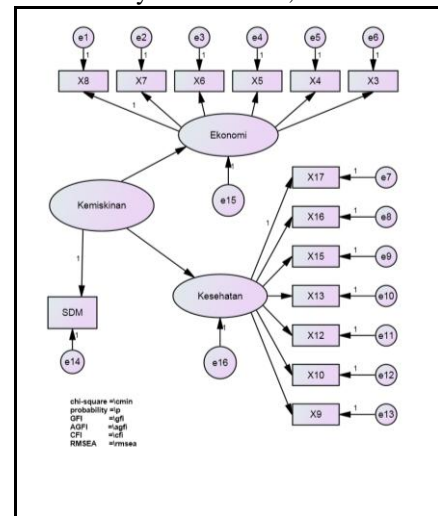 e1 e2 e3 e4 e5 e6
1 1 1 1 1 1
X8 X7 X6 X5 X4 X3
1
Ekonomi
1
e15
X17 1 e7
Kemiskinan
1
X16 1 e8
X15 1 e9
1
Kesehatan
X13 1 e10
SDM
1
X12 1 e11
1
e14
e16
X10 1 e12
X9 1 e13
chi-square =\cmin
probability =\p
GFI =\gfi
AGFI =\agfi
CFI =\cfi
RMSEA =\rmsea